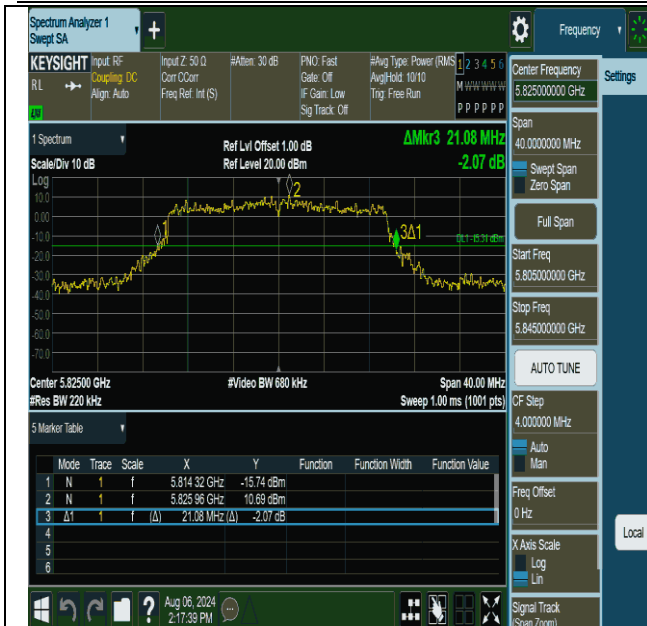 Spectrum Analyzer 1
Swept SA
Frequency
KEYSIGHT
RL
Input: RF
Coupling: DC
Align: Auto
Input Z: 50 Ω
Corr CCorr
Freq Ref: Int (S)
#Atten: 30 dB
PNO: Fast
Gate: Off
IF Gain: Low
Sig Track: Off
#Avg Type: Power (RMS)
Avg|Hold: 10/10
Trig: Free Run
1 2 3 4 5 6
M W W W W W
P P P P P P
1 Spectrum
Scale/Div 10 dB
Ref Lvl Offset 1.00 dB
Ref Level 20.00 dBm
ΔMkr3 21.08 MHz
-2.07 dB
Log
10.0
0.00
-10.0
-20.0
-30.0
-40.0
-50.0
-60.0
-70.0
1
2
3Δ1
DL1 -15.31 dBm
Center 5.82500 GHz
#Res BW 220 kHz
#Video BW 680 kHz
Span 40.00 MHz
Sweep 1.00 ms (1001 pts)
5 Marker Table
Mode Trace Scale X Y Function Function Width Function Value
1 N 1 f 5.814 32 GHz -15.74 dBm
2 N 1 f 5.825 96 GHz 10.69 dBm
3 Δ1 1 f (Δ) 21.08 MHz (Δ) -2.07 dB
4
5
6
Aug 06, 2024
2:17:39 PM
Center Frequency
5.825000000 GHz
Settings
Span
40.0000000 MHz
Swept Span
Zero Span
Full Span
Start Freq
5.805000000 GHz
Stop Freq
5.845000000 GHz
AUTO TUNE
CF Step
4.000000 MHz
Auto
Man
Freq Offset
0 Hz
X Axis Scale
Log
Lin
Local
Signal Track
(Span Zoom)